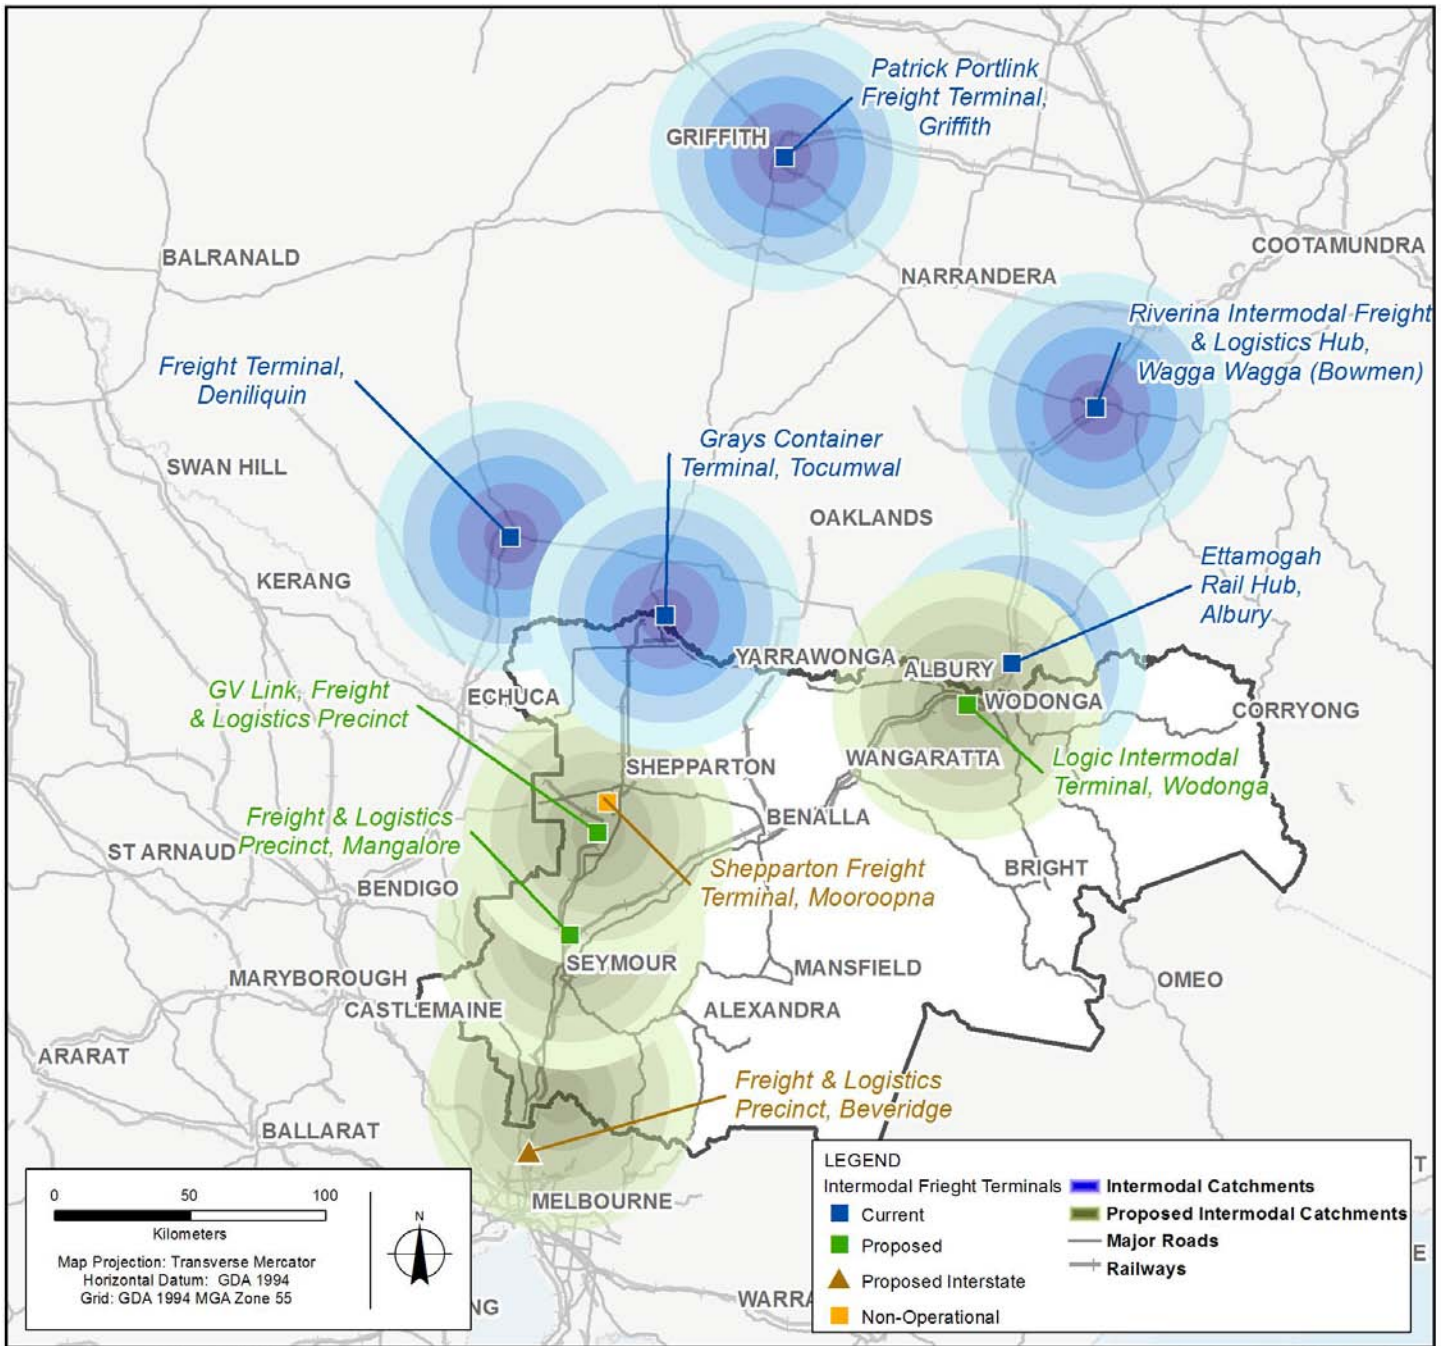 Patrick Portlink
Freight Terminal,
Griffith
GRIFFITH
BALRANALD
COOTAMUNDRA
NARRANDERA
Riverina Intermodal Freight
& Logistics Hub,
Wagga Wagga (Bowmen)
Freight Terminal,
Deniliquin
Grays Container
Terminal, Tocumwal
SWAN HILL
OAKLANDS
Ettamogah
Rail Hub,
Albury
KERANG
YARRAWONGA
ALBURY
GV Link, Freight
& Logistics Precinct
ECHUCA
WODONGA
CORRYONG
SHEPPARTON
WANGARATTA
Logic Intermodal
Terminal, Wodonga
Freight & Logistics
Precinct, Mangalore
BENALLA
ST ARNAUD
BENDIGO
Shepparton Freight
Terminal, Mooroopna
BRIGHT
SEYMOUR
MANSFIELD
MARYBOROUGH
OMEO
CASTLEMAINE
ALEXANDRA
ARARAT
Freight & Logistics
Precinct, Beveridge
BALLARAT
MELBOURNE
0 50 100
Kilometers
Map Projection: Transverse Mercator
Horizontal Datum: GDA 1994
Grid: GDA 1994 MGA Zone 55
N
NG
WARRA
LEGEND
Intermodal Frieght Terminals
Current
Proposed
Proposed Interstate
Non-Operational
Intermodal Catchments
Proposed Intermodal Catchments
Major Roads
Railways
T
E